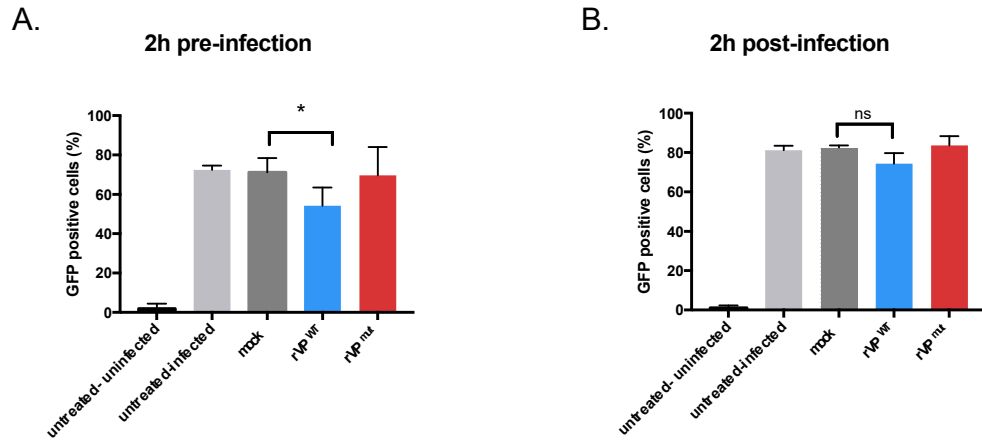 A.
2h pre-infection
*
GFP positive cells (%)
100
80
60
40
20
0
untreated- uninfected
untreated-infected
mock
rVP^WT
rVP^mut
B.
2h post-infection
ns
GFP positive cells (%)
100
80
60
40
20
0
untreated- uninfected
untreated-infected
mock
rVP^WT
rVP^mut